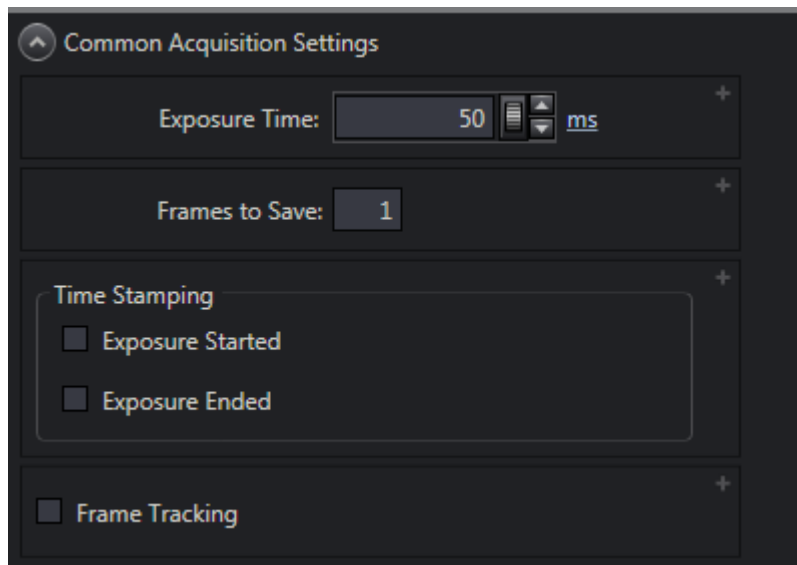 Common Acquisition Settings
Exposure Time: 50 ms
Frames to Save: 1
Time Stamping
Exposure Started
Exposure Ended
Frame Tracking